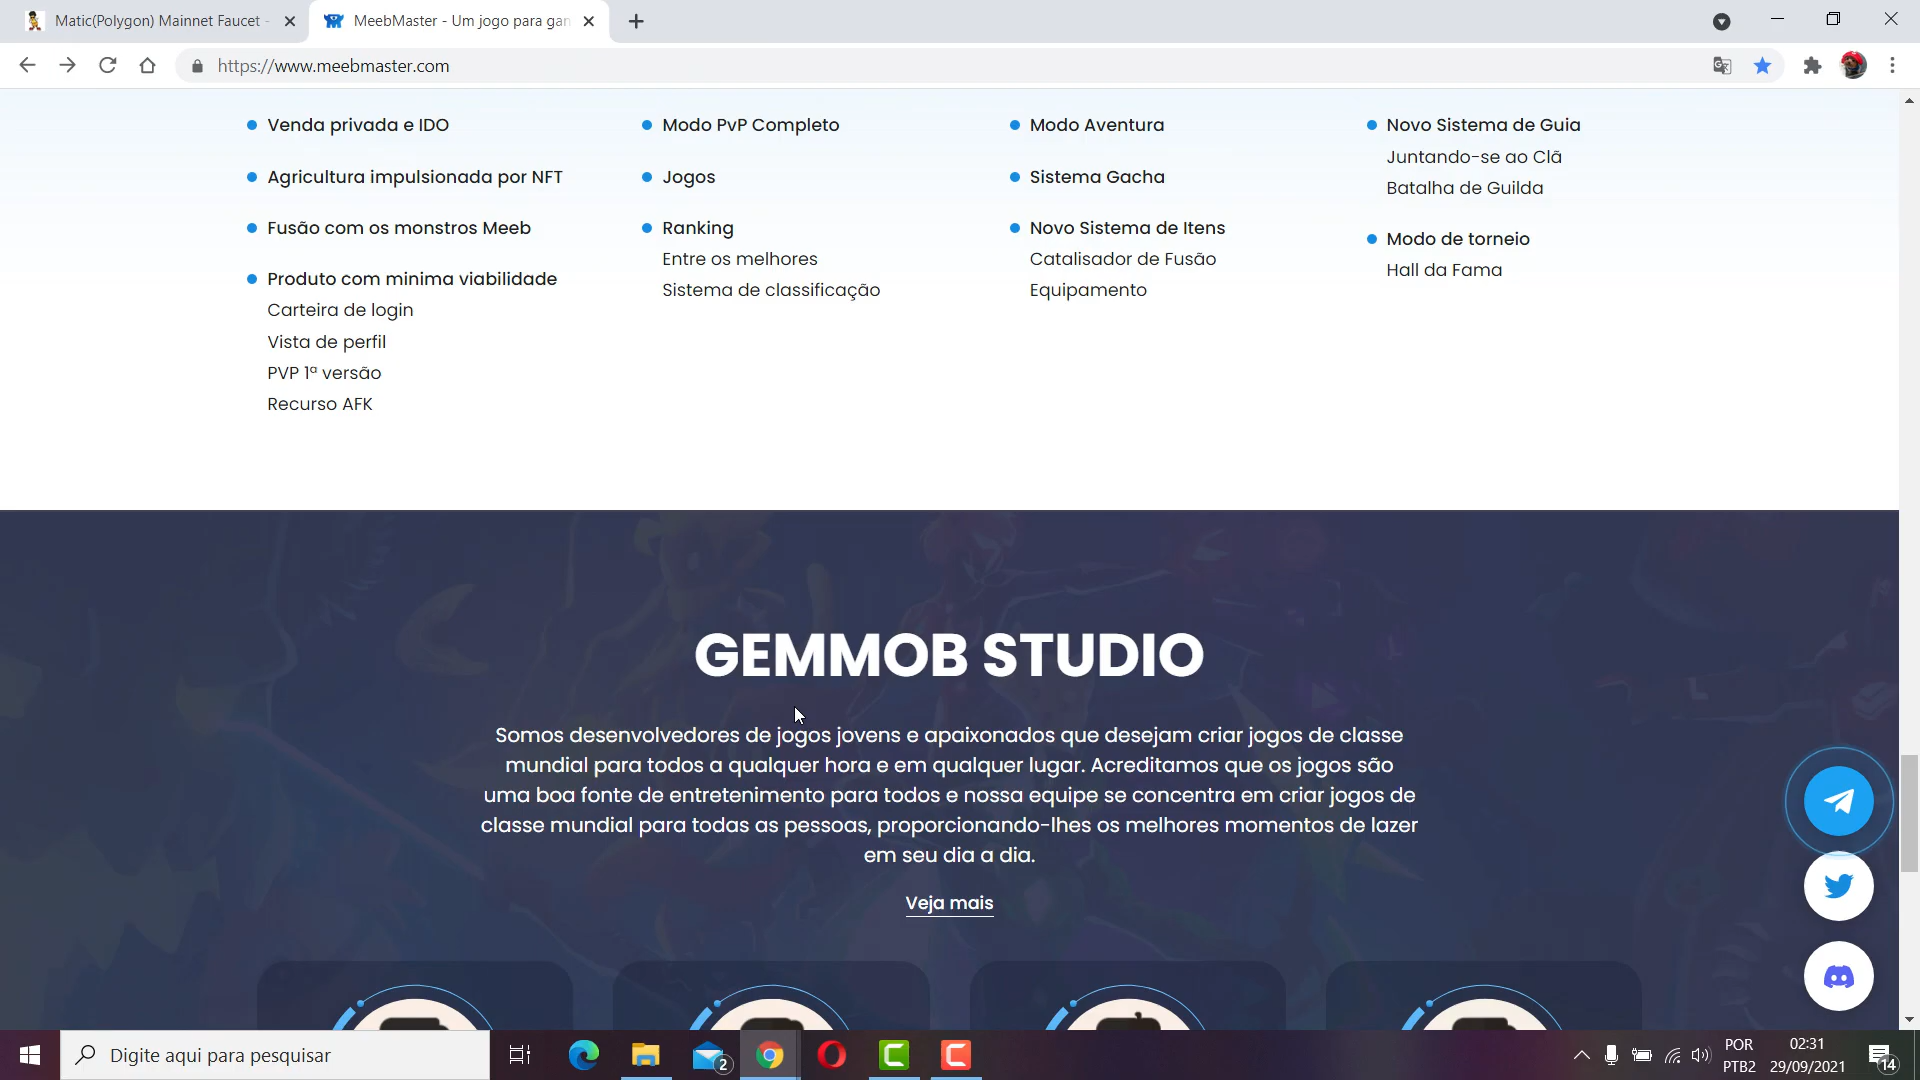 Matic(Polygon) Mainnet Faucet -
MeebMaster - Um jogo para gan
https://www.meebmaster.com
Venda privada e IDO
Agricultura impulsionada por NFT
Fusão com os monstros Meeb
Produto com minima viabilidade
Carteira de login
Vista de perfil
PVP 1ª versão
Recurso AFK
Modo PvP Completo
Jogos
Ranking
Entre os melhores
Sistema de classificação
Modo Aventura
Sistema Gacha
Novo Sistema de Itens
Catalisador de Fusão
Equipamento
Novo Sistema de Guia
Juntando-se ao Clã
Batalha de Guilda
Modo de torneio
Hall da Fama
GEMMOB STUDIO
Somos desenvolvedores de jogos jovens e apaixonados que desejam criar jogos de classe
mundial para todos a qualquer hora e em qualquer lugar. Acreditamos que os jogos são
uma boa fonte de entretenimento para todos e nossa equipe se concentra em criar jogos de
classe mundial para todas as pessoas, proporcionando-lhes os melhores momentos de lazer
em seu dia a dia.
Veja mais
Digite aqui para pesquisar
2
POR
PTB2
02:31
29/09/2021
14